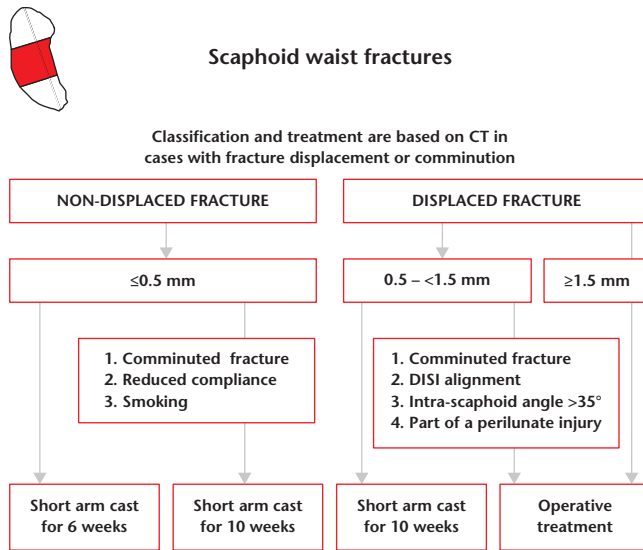 Scaphoid waist fractures
Classification and treatment are based on CT in
cases with fracture displacement or comminution
NON-DISPLACED FRACTURE
DISPLACED FRACTURE
≤0.5 mm
0.5 – <1.5 mm
≥1.5 mm
1. Comminuted fracture
2. Reduced compliance
3. Smoking
1. Comminuted fracture
2. DISI alignment
3. Intra-scaphoid angle >35°
4. Part of a perilunate injury
Short arm cast
for 6 weeks
Short arm cast
for 10 weeks
Short arm cast
for 10 weeks
Operative
treatment